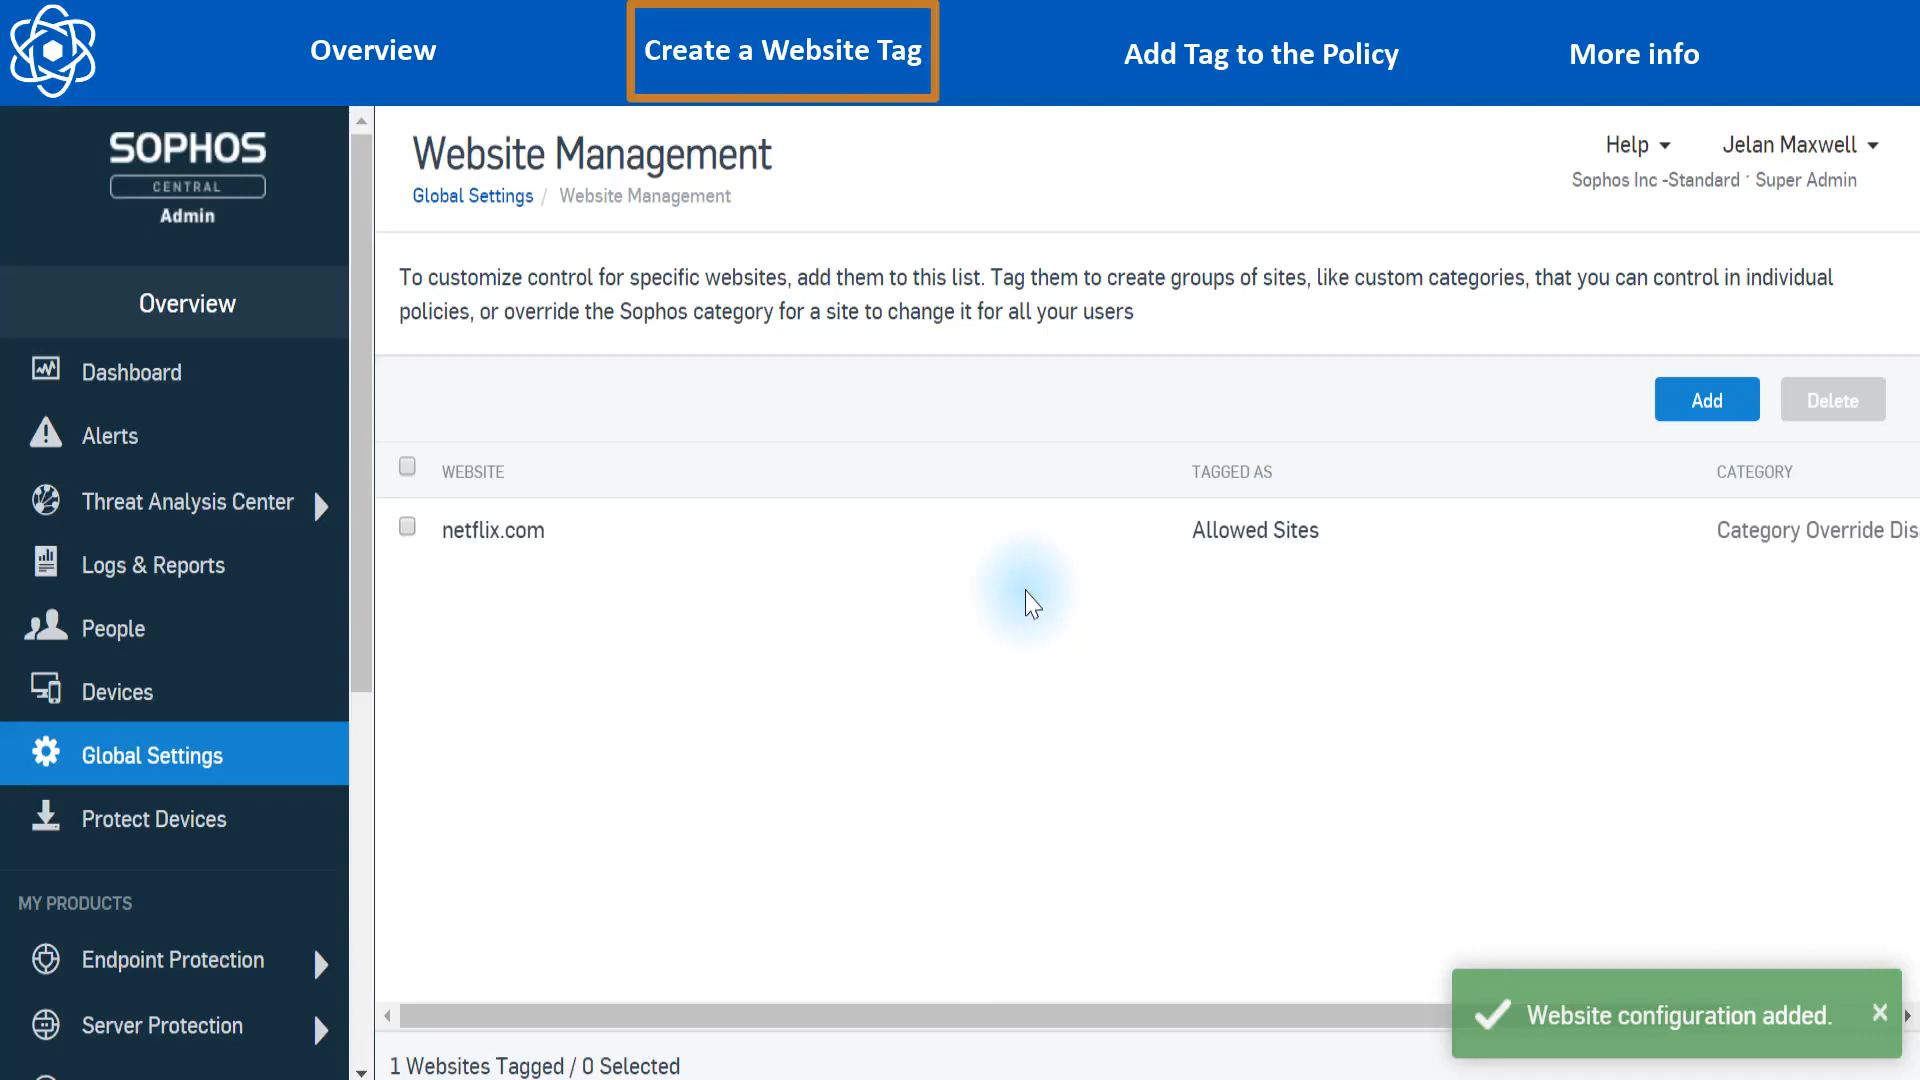 Overview
Create a Website Tag
Add Tag to the Policy
More info
SOPHOS
CENTRAL
Admin
Overview
Dashboard
Alerts
Threat Analysis Center
Logs & Reports
People
Devices
Global Settings
Protect Devices
MY PRODUCTS
Endpoint Protection
Server Protection
Website Management
Global Settings / Website Management
Help
Jelan Maxwell
Sophos Inc -Standard · Super Admin
To customize control for specific websites, add them to this list. Tag them to create groups of sites, like custom categories, that you can control in individual
policies, or override the Sophos category for a site to change it for all your users
Add
Delete
WEBSITE
TAGGED AS
CATEGORY
netflix.com
Allowed Sites
Category Override Dis
Website configuration added.
1 Websites Tagged / 0 Selected